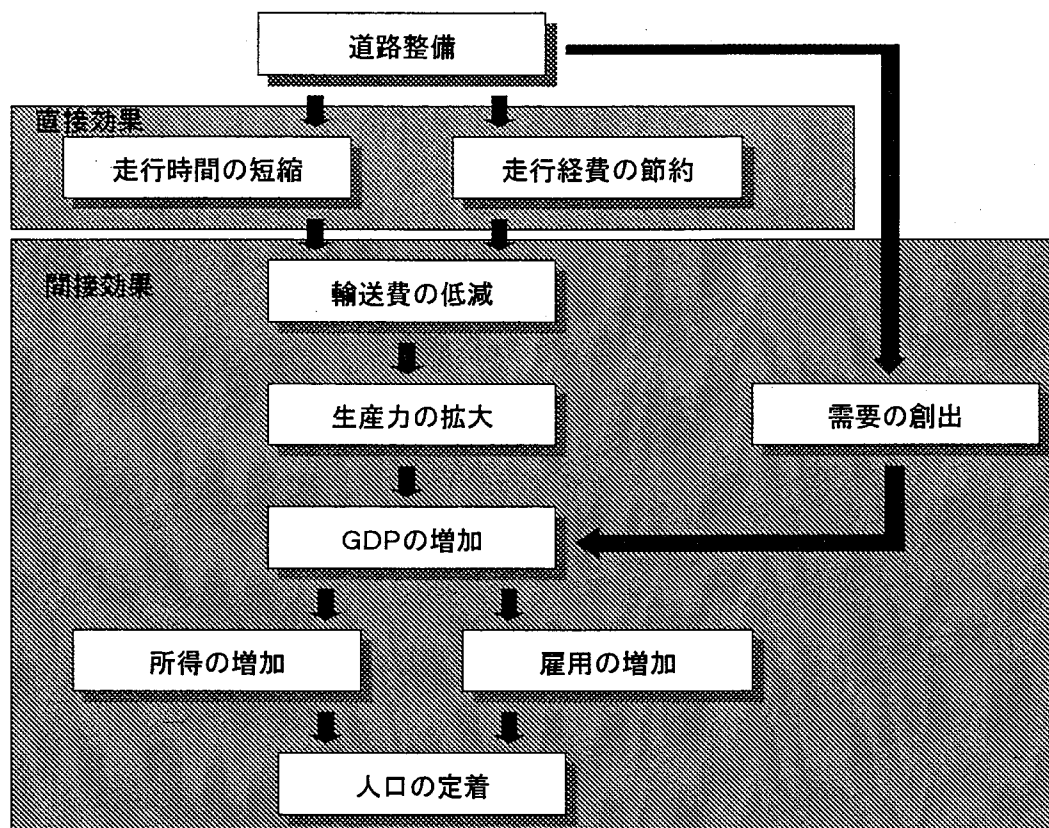 道路整備
直接効果
走行時間の短縮
走行経費の節約
間接効果
輸送費の低減
生産力の拡大
需要の創出
GDPの増加
所得の増加
雇用の増加
人口の定着